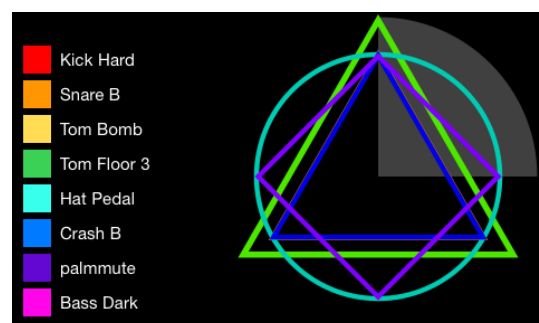 Kick Hard
Snare B
Tom Bomb
Tom Floor 3
Hat Pedal
Crash B
palmmute
Bass Dark